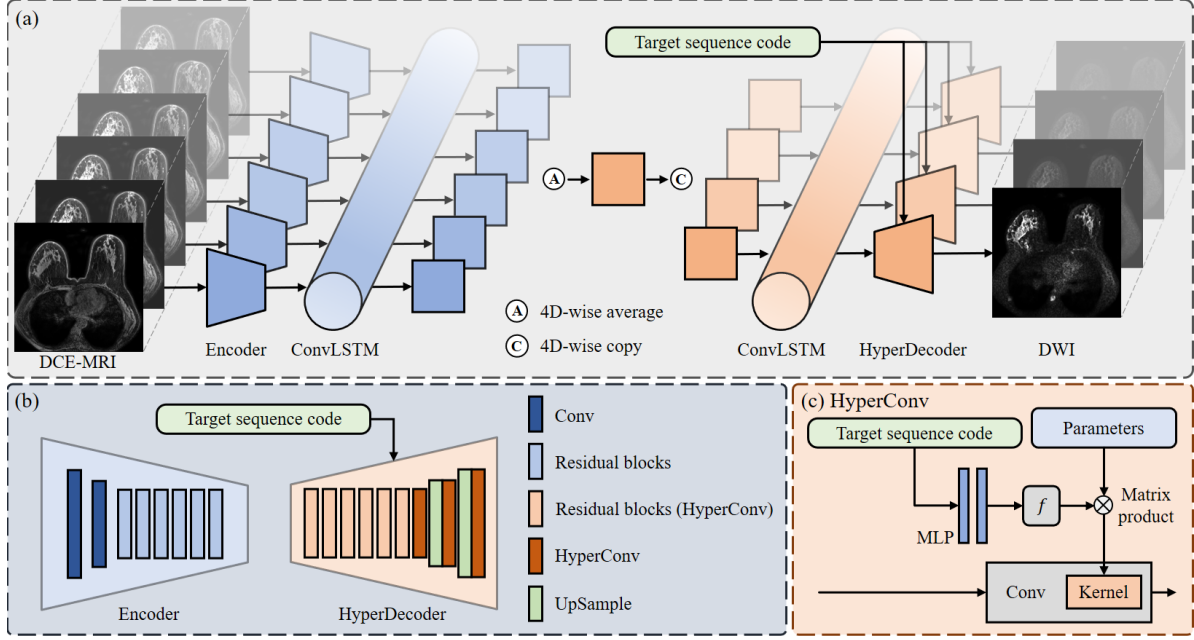 (a)
Target sequence code
A
C
A 4D-wise average
C 4D-wise copy
DCE-MRI
Encoder
ConvLSTM
ConvLSTM
HyperDecoder
DWI
(b)
Target sequence code
Encoder
HyperDecoder
Conv
Residual blocks
Residual blocks (HyperConv)
HyperConv
UpSample
(c) HyperConv
Target sequence code
Parameters
MLP
f
Matrix
product
Conv
Kernel